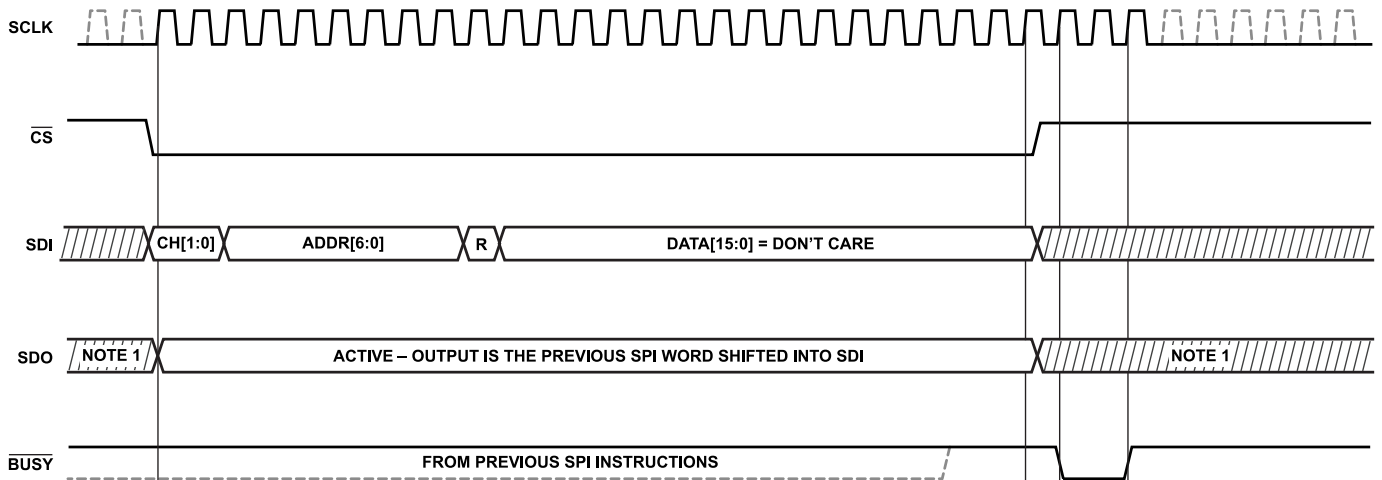 SCLK
CS
SDI
CH[1:0]
ADDR[6:0]
R
DATA[15:0] = DON'T CARE
SDO
NOTE 1
ACTIVE – OUTPUT IS THE PREVIOUS SPI WORD SHIFTED INTO SDI
NOTE 1
BUSY
FROM PREVIOUS SPI INSTRUCTIONS